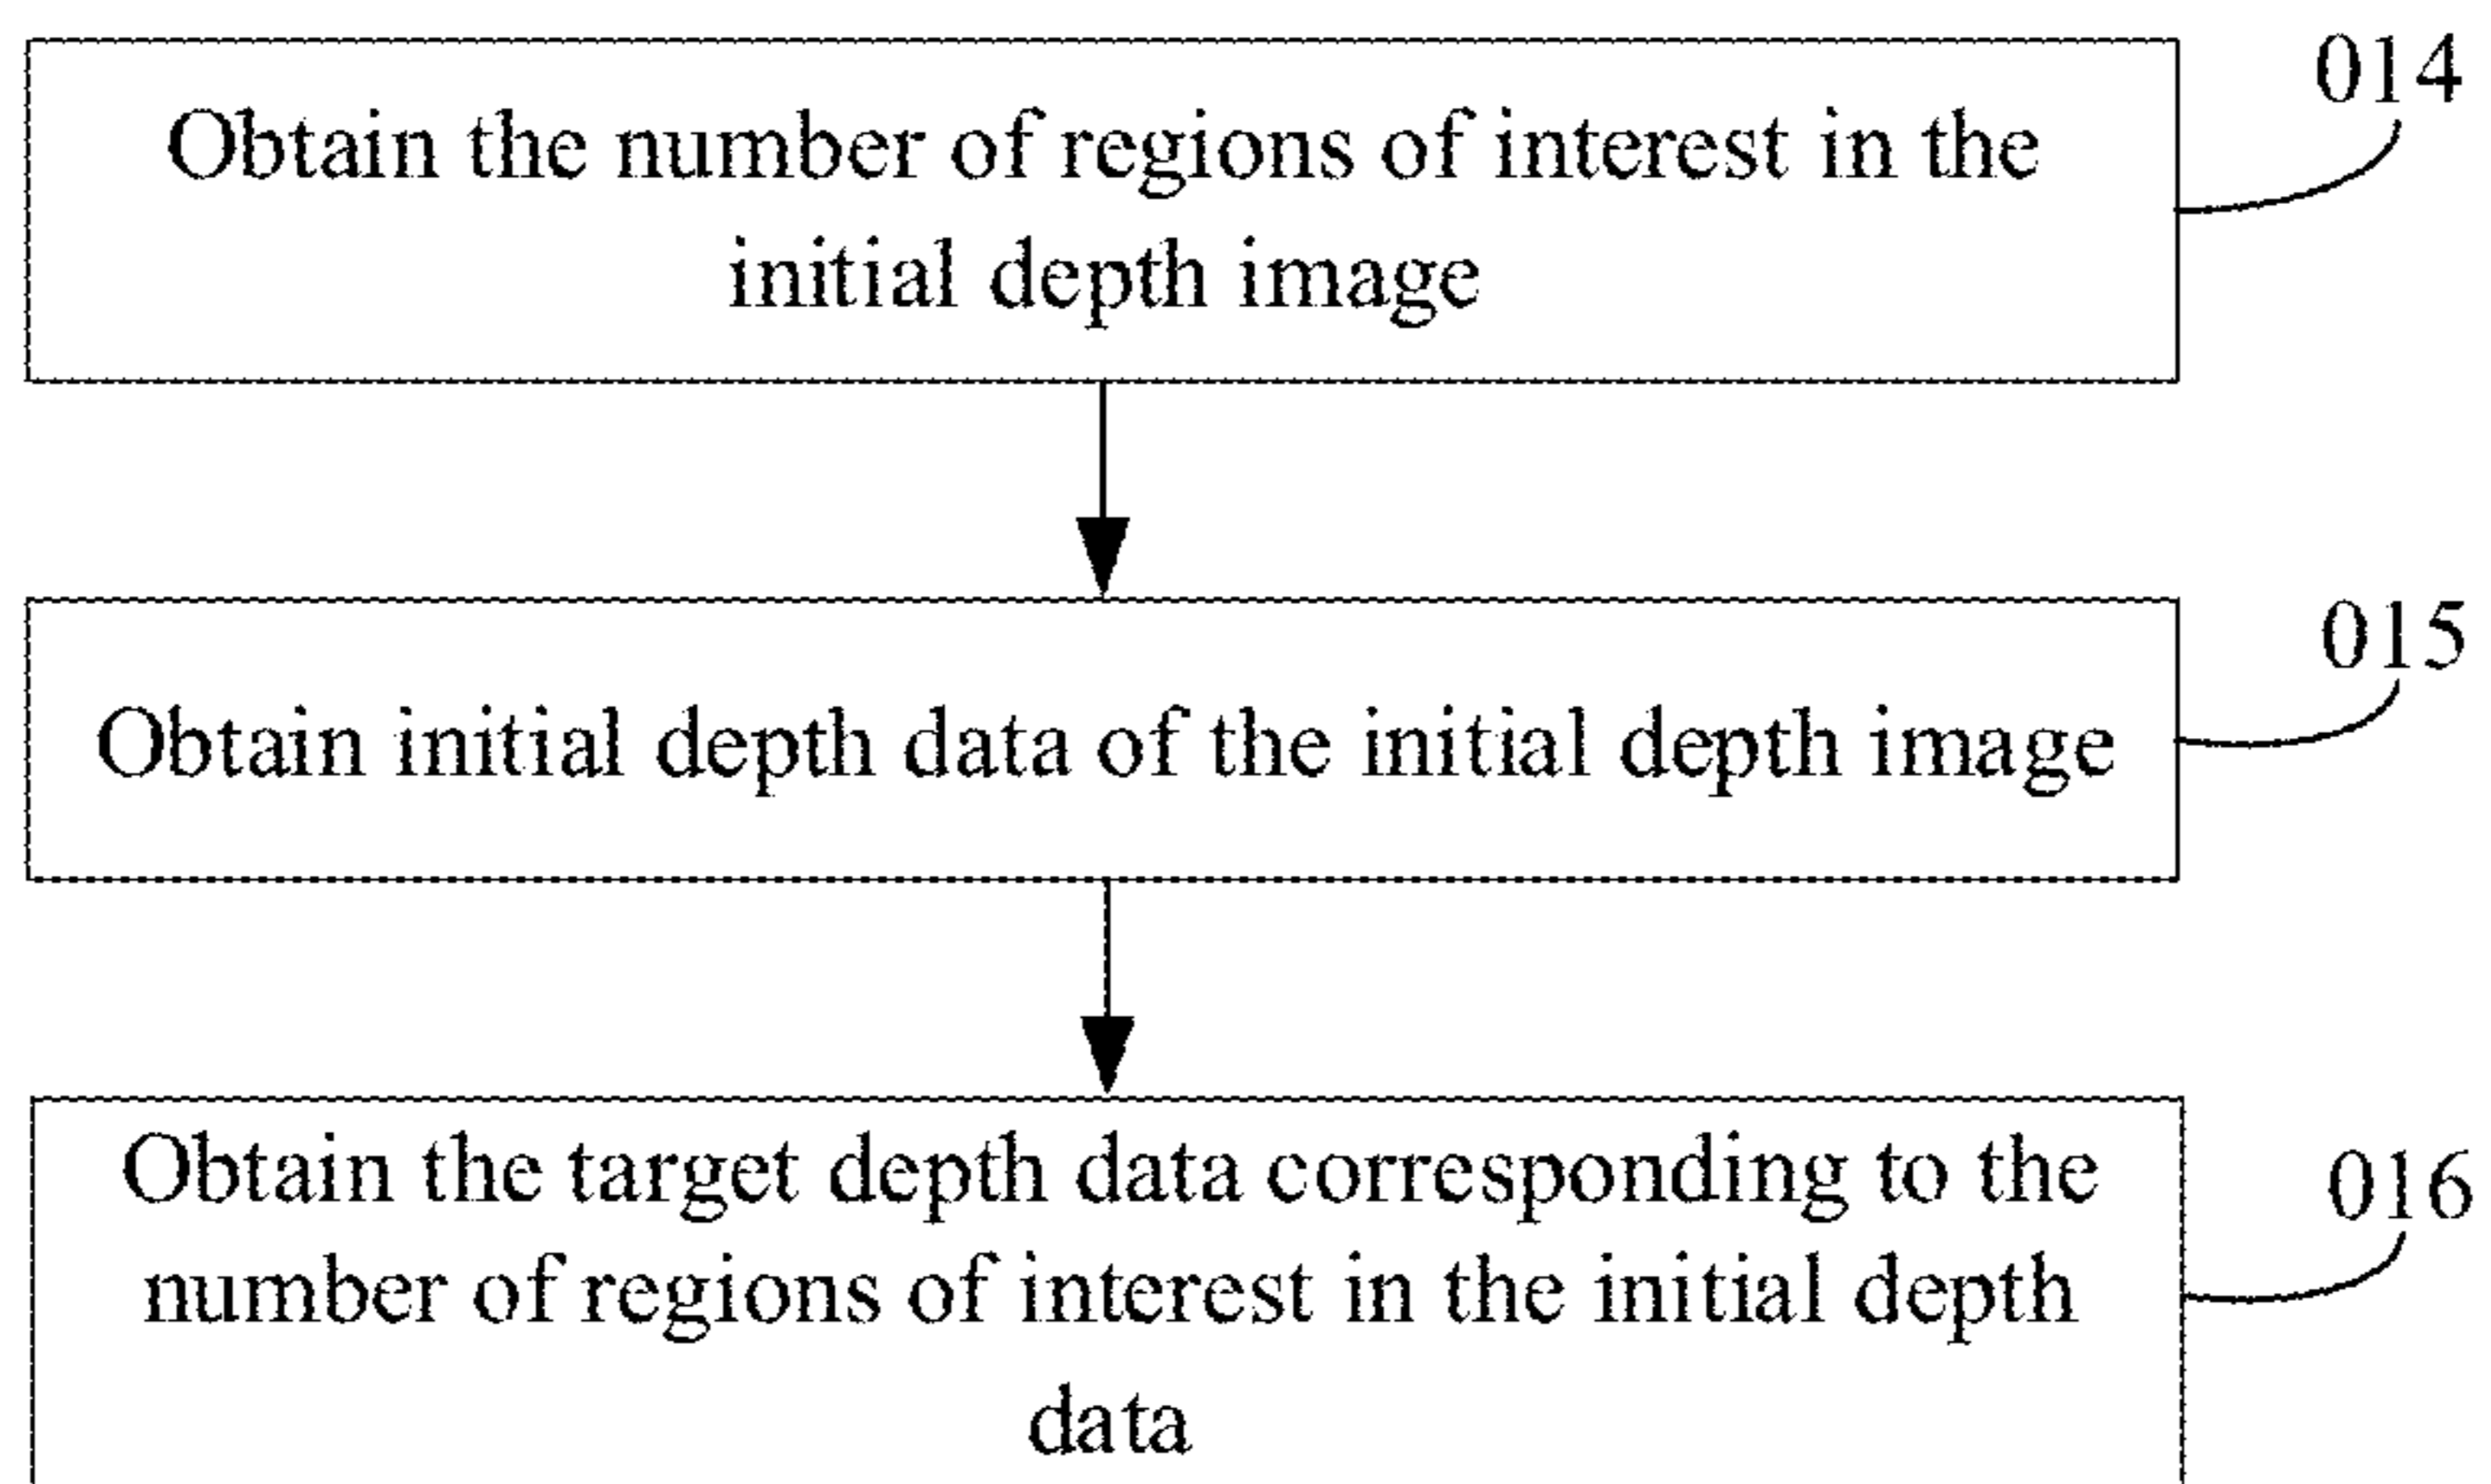 014
Obtain the number of regions of interest in the
initial depth image
015
Obtain initial depth data of the initial depth image
016
Obtain the target depth data corresponding to the
number of regions of interest in the initial depth
data